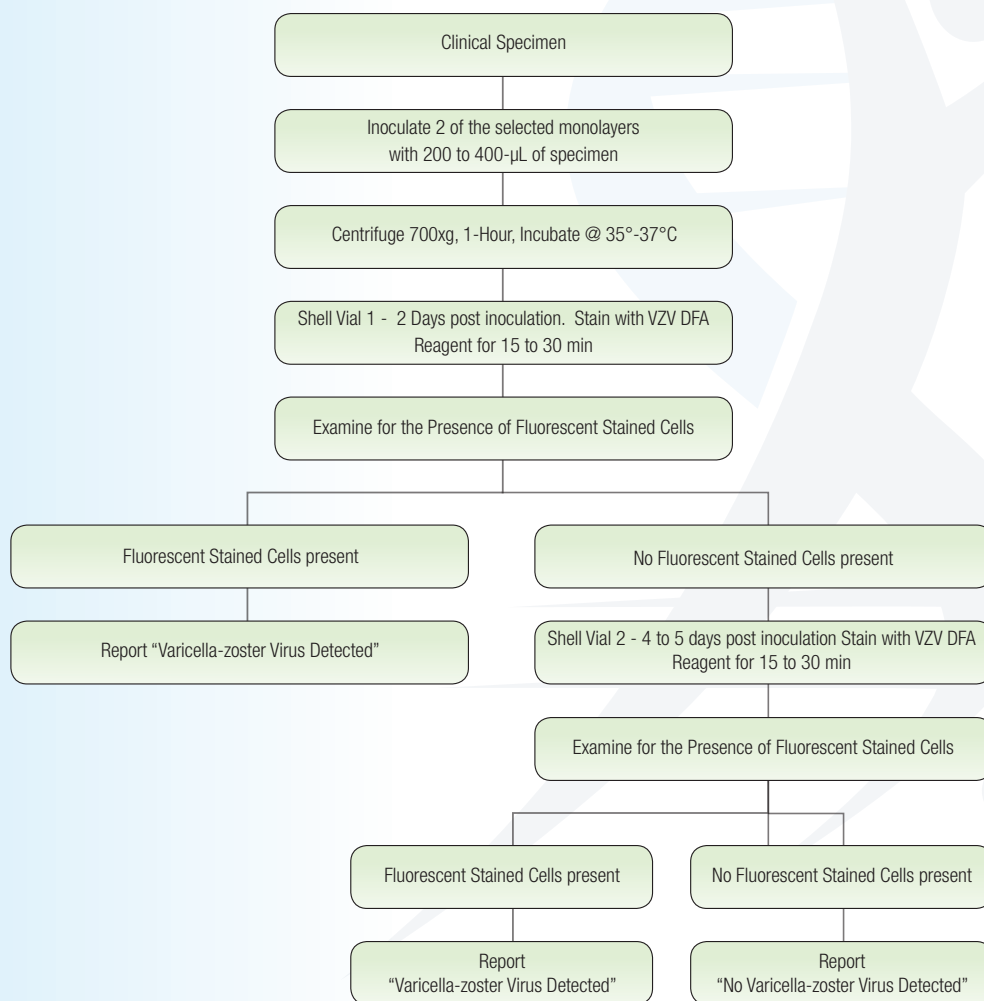 Clinical Specimen
Inoculate 2 of the selected monolayers
with 200 to 400-µL of specimen
Centrifuge 700xg, 1-Hour, Incubate @ 35°-37°C
Shell Vial 1 - 2 Days post inoculation. Stain with VZV DFA
Reagent for 15 to 30 min
Examine for the Presence of Fluorescent Stained Cells
Fluorescent Stained Cells present
No Fluorescent Stained Cells present
Report “Varicella-zoster Virus Detected”
Shell Vial 2 - 4 to 5 days post inoculation Stain with VZV DFA
Reagent for 15 to 30 min
Examine for the Presence of Fluorescent Stained Cells
Fluorescent Stained Cells present
No Fluorescent Stained Cells present
Report
“Varicella-zoster Virus Detected”
Report
“No Varicella-zoster Virus Detected”